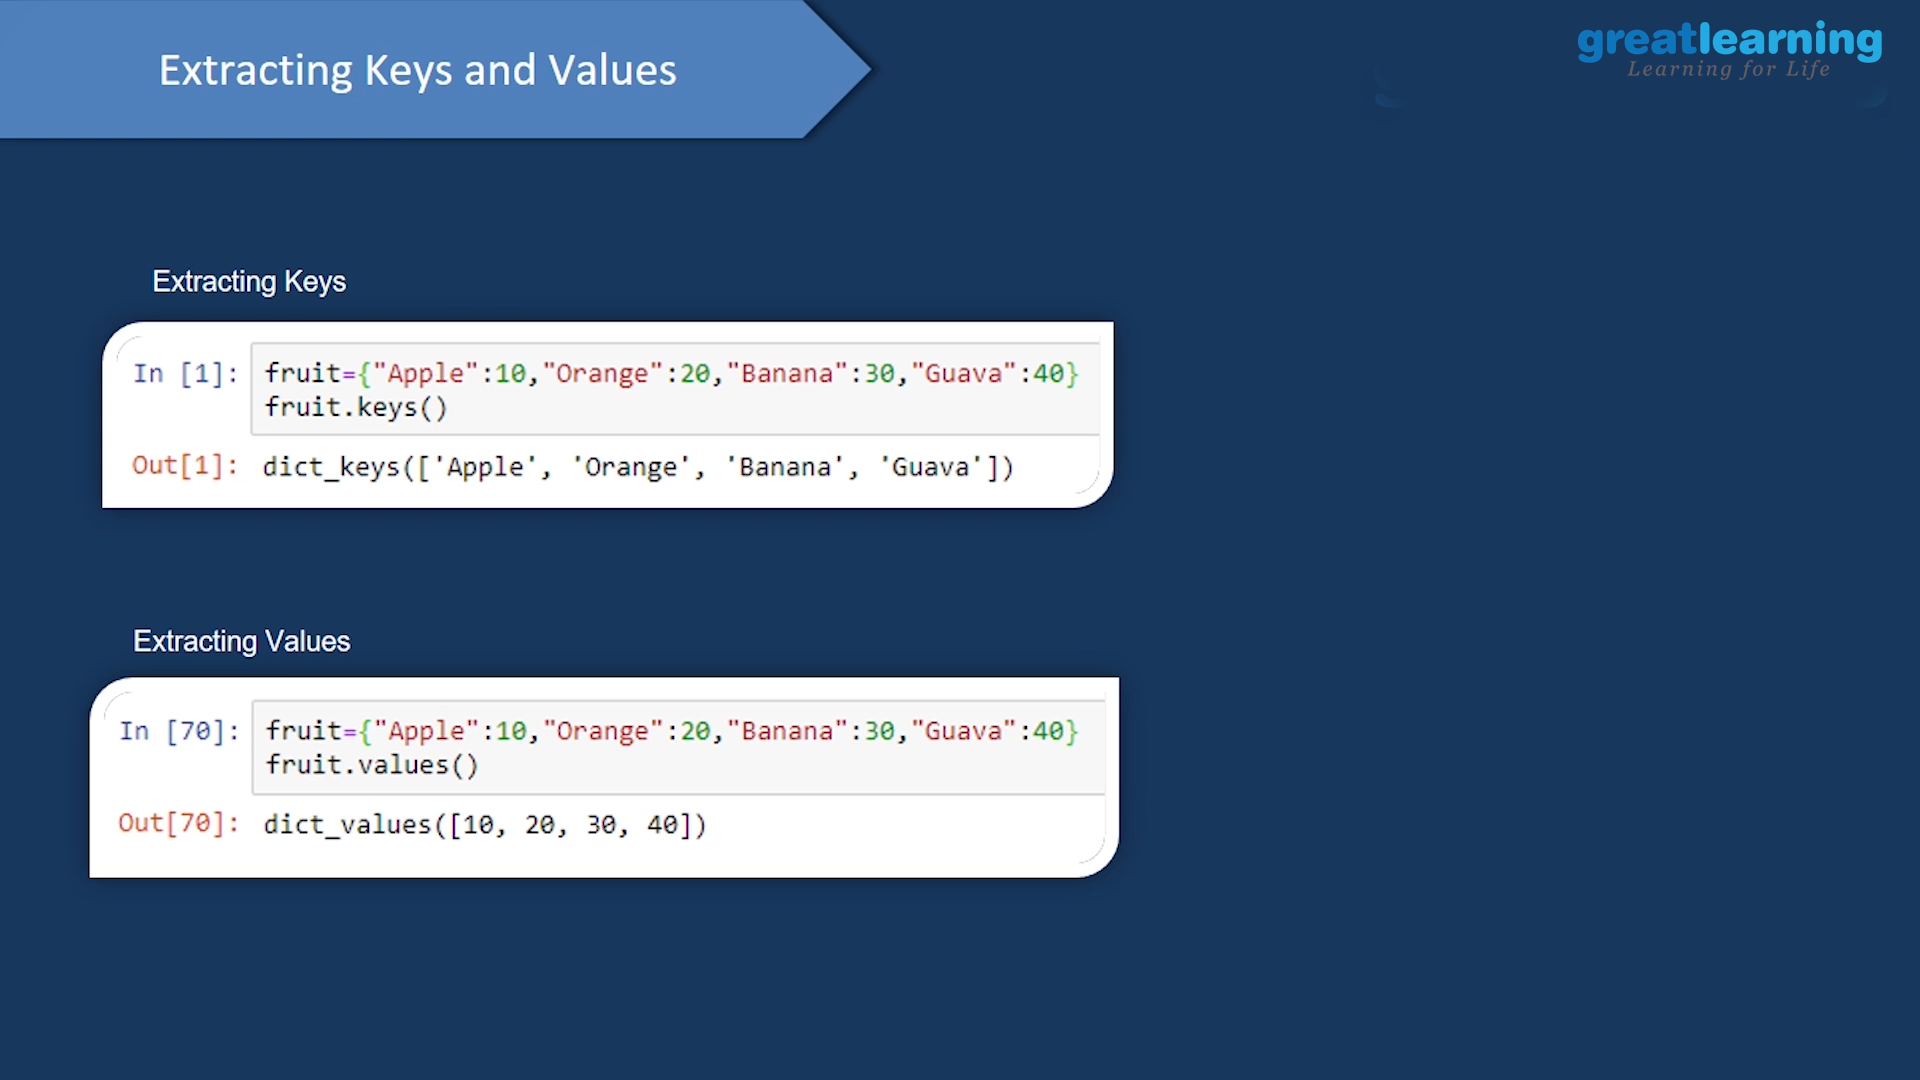 Extracting Keys and Values
greatlearning
Learning for Life
Extracting Keys
In [1]: fruit={"Apple":10,"Orange":20,"Banana":30,"Guava":40}
fruit.keys()
Out[1]: dict_keys(['Apple', 'Orange', 'Banana', 'Guava'])
Extracting Values
In [70]: fruit={"Apple":10,"Orange":20,"Banana":30,"Guava":40}
fruit.values()
Out[70]: dict_values([10, 20, 30, 40])